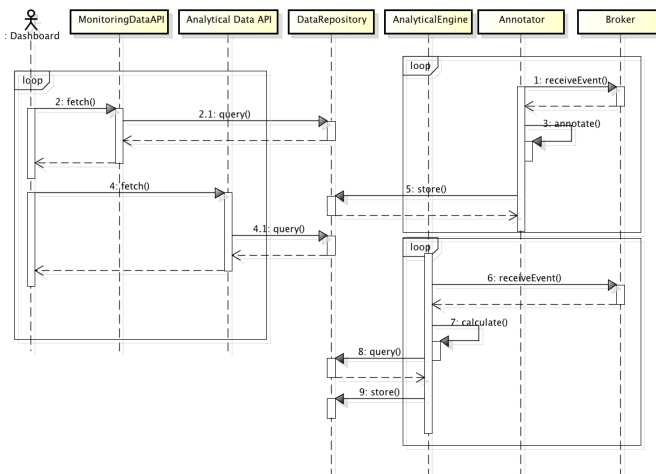 : Dashboard
MonitoringDataAPI
Analytical Data API
DataRepository
AnalyticalEngine
Annotator
Broker
loop
loop
1: receiveEvent()
2: fetch()
2.1: query()
3: annotate()
4: fetch()
5: store()
4.1: query()
loop
6: receiveEvent()
7: calculate()
8: query()
9: store()